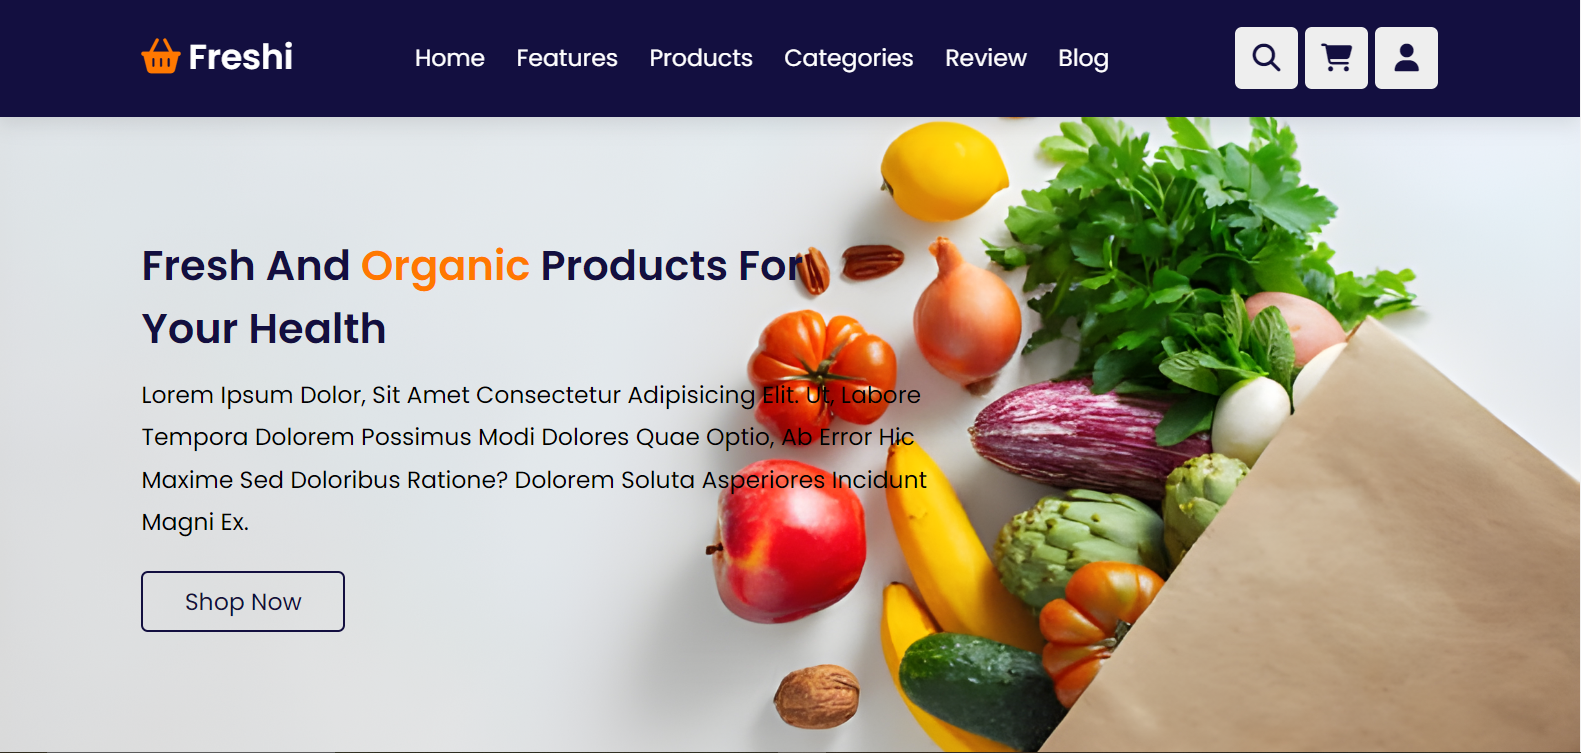 Freshi
Home Features Products Categories Review Blog
Fresh And Organic Products For
Your Health
Lorem Ipsum Dolor, Sit Amet Consectetur Adipisicing Elit. Ut, Labore
Tempora Dolorem Possimus Modi Dolores Quae Optio, Ab Error Hic
Maxime Sed Doloribus Ratione? Dolorem Soluta Asperiores Incidunt
Magni Ex.
Shop Now